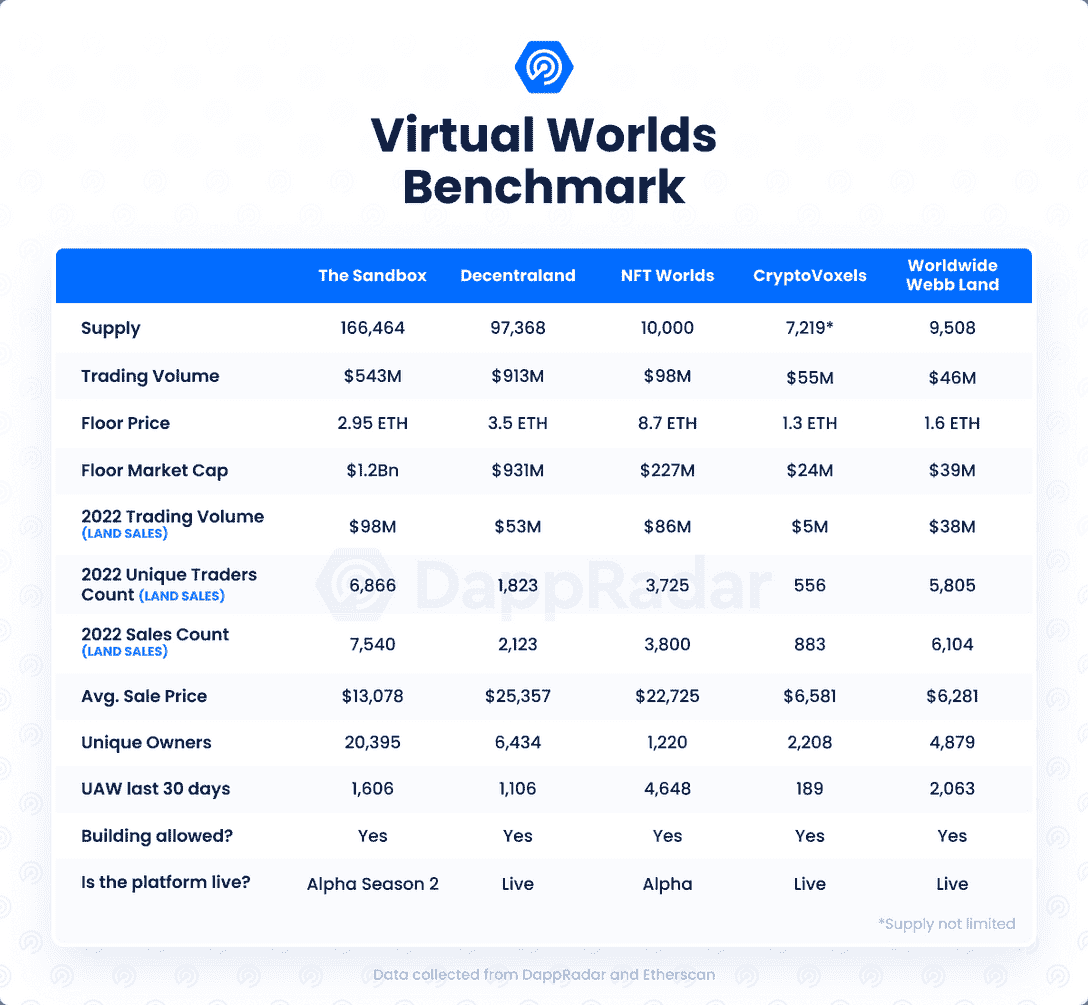 Virtual Worlds
Benchmark
The Sandbox Decentraland NFT Worlds CryptoVoxels Worldwide Webb Land
Supply 166,464 97,368 10,000 7,219* 9,508
Trading Volume $543M $913M $98M $55M $46M
Floor Price 2.95 ETH 3.5 ETH 8.7 ETH 1.3 ETH 1.6 ETH
Floor Market Cap $1.2Bn $931M $227M $24M $39M
2022 Trading Volume
(LAND SALES) $98M $53M $86M $5M $38M
2022 Unique Traders
Count (LAND SALES) 6,866 1,823 3,725 556 5,805
2022 Sales Count
(LAND SALES) 7,540 2,123 3,800 883 6,104
DappRadar
Avg. Sale Price $13,078 $25,357 $22,725 $6,581 $6,281
Unique Owners 20,395 6,434 1,220 2,208 4,879
UAW last 30 days 1,606 1,106 4,648 189 2,063
Building allowed? Yes Yes Yes Yes Yes
Is the platform live? Alpha Season 2 Live Alpha Live Live
*Supply not limited
Data collected from DappRadar and Etherscan